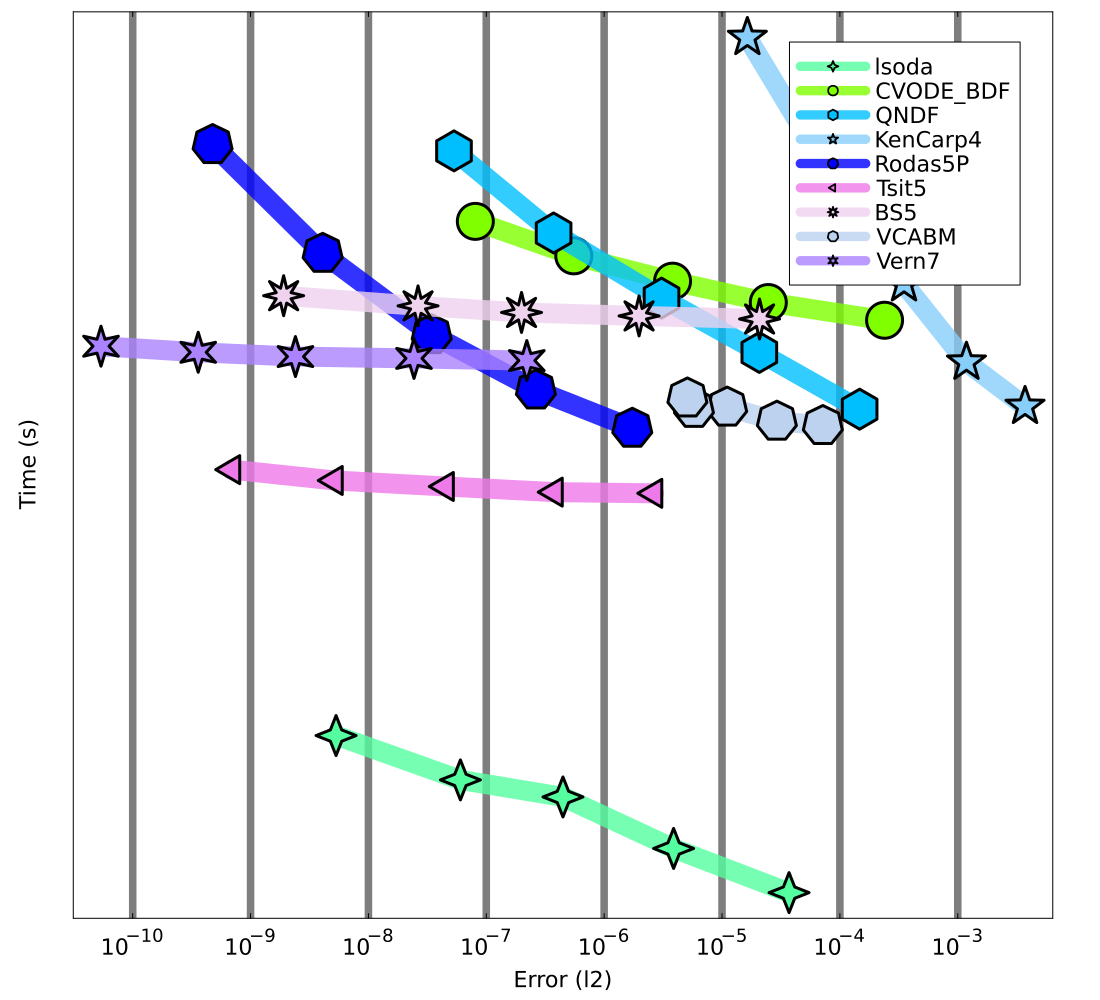 lsoda
CVODE_BDF
QNDF
KenCarp4
Rodas5P
Tsit5
BS5
VCABM
Vern7
Time (s)
10⁻¹⁰ 10⁻⁹ 10⁻⁸ 10⁻⁷ 10⁻⁶ 10⁻⁵ 10⁻⁴ 10⁻³
Error (l2)